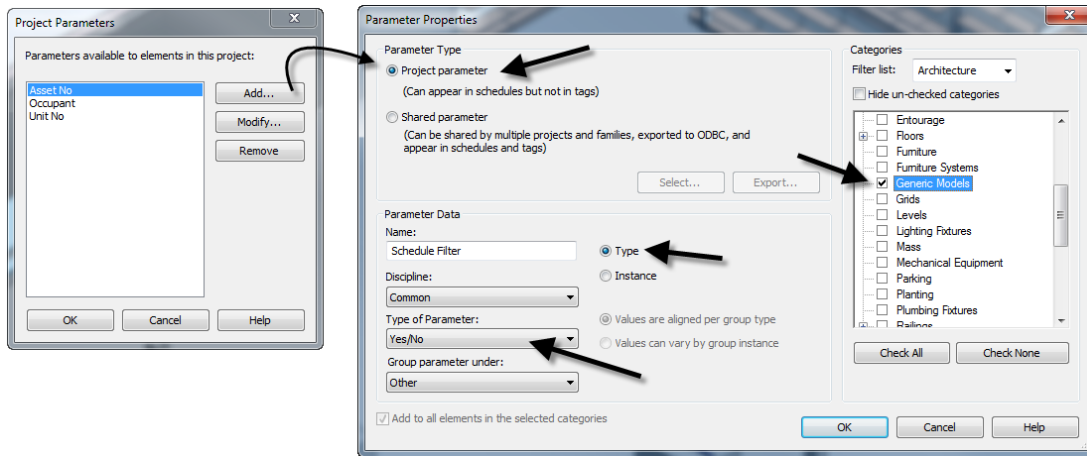 Project Parameters
x
Parameters available to elements in this project:
Asset No
Occupant
Unit No
Add...
Modify...
Remove
OK
Cancel
Help
Parameter Properties
x
Parameter Type
Project parameter
(Can appear in schedules but not in tags)
Shared parameter
(Can be shared by multiple projects and families, exported to ODBC, and
appear in schedules and tags)
Select...
Export...
Parameter Data
Name:
Schedule Filter
Type
Discipline:
Instance
Common
Type of Parameter:
Values are aligned per group type
Yes/No
Values can vary by group instance
Group parameter under:
Other
Add to all elements in the selected categories
Categories
Filter list:
Architecture
Hide un-checked categories
Entourage
Floors
Furniture
Furniture Systems
Generic Models
Grids
Levels
Lighting Fixtures
Mass
Mechanical Equipment
Parking
Planting
Plumbing Fixtures
Railings
Check All
Check None
OK
Cancel
Help